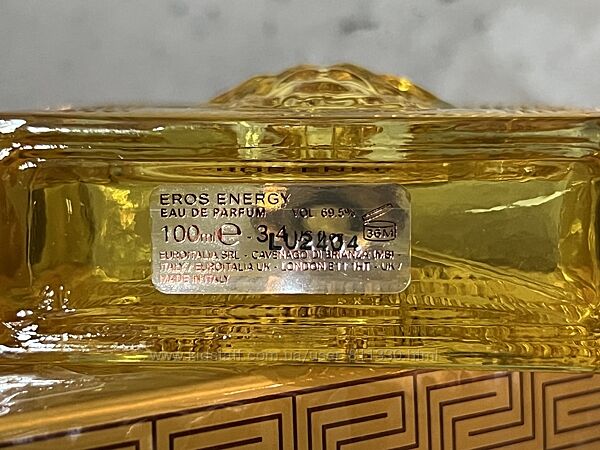 EROS ENERGY
EAU DE PARFUM VOL 69.5%
100ml e - 3.4
LU2404
36M
EUROITALIA SRL - CAVENAGO DI BRIANZA (MB)
ITALY / EUROITALIA UK - LONDON
MADE IN ITALY